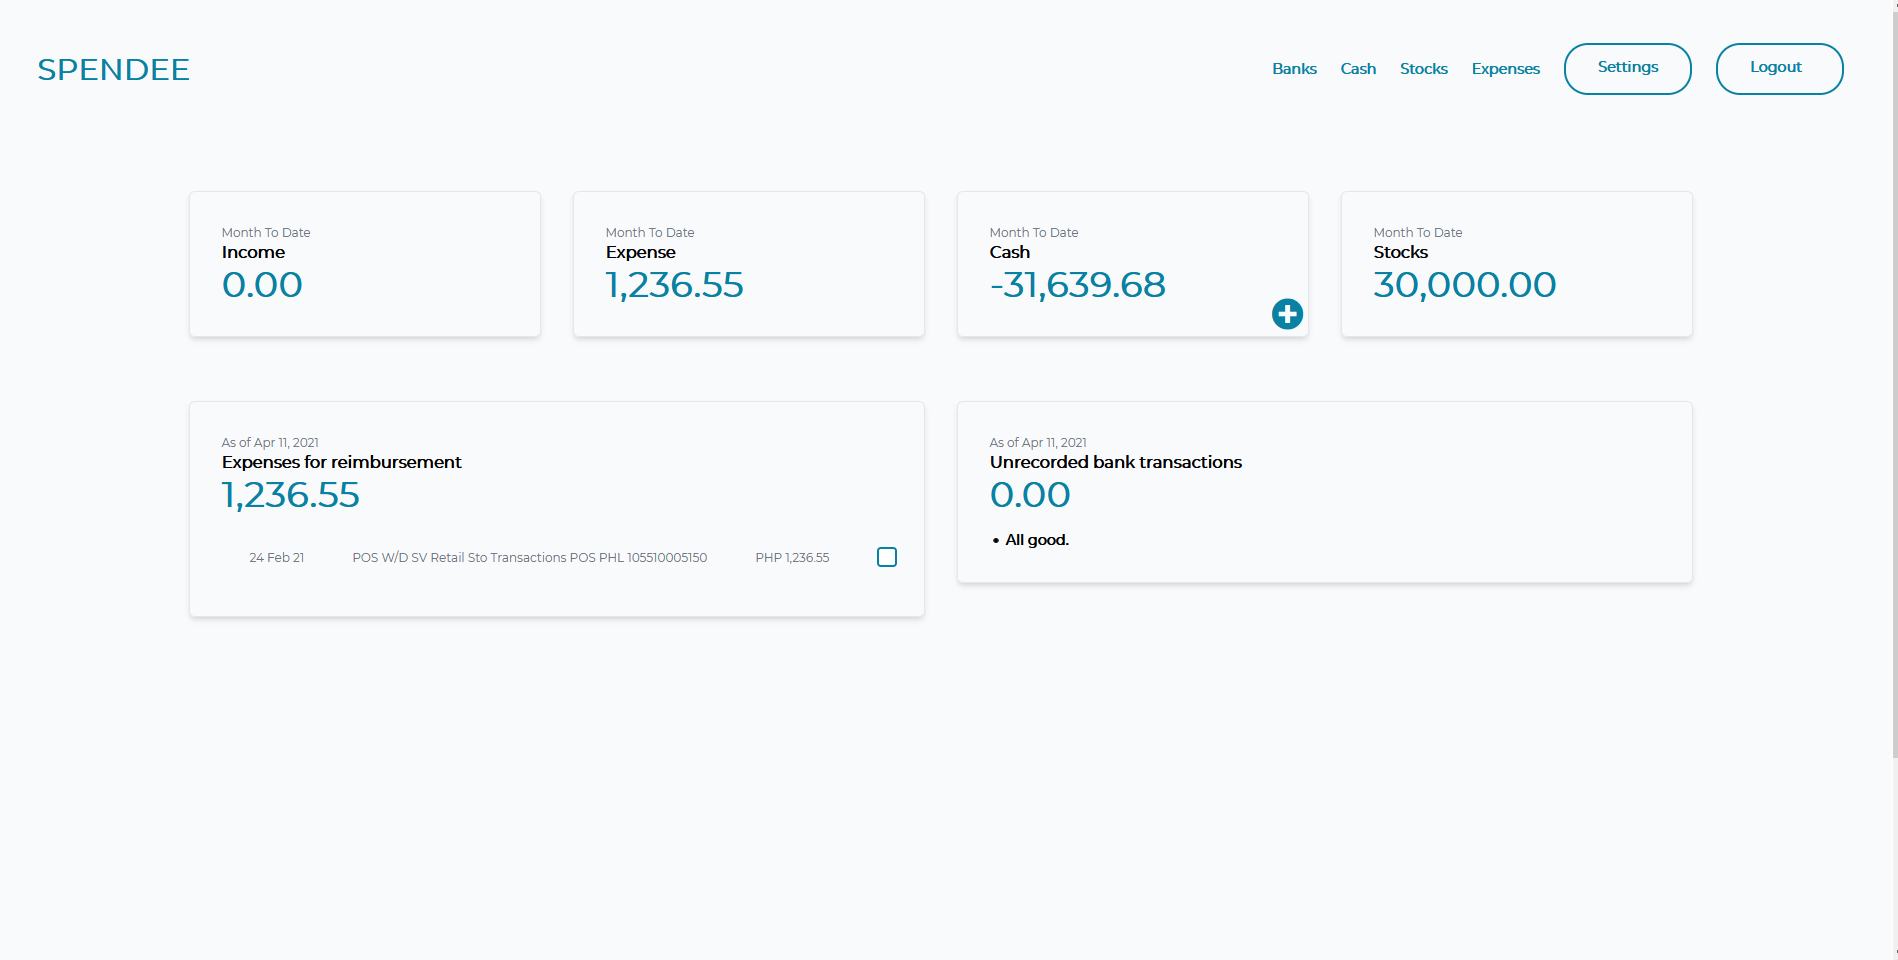 SPENDEE
Banks Cash Stocks Expenses Settings Logout
Month To Date
Income
0.00
Month To Date
Expense
1,236.55
Month To Date
Cash
-31,639.68
Month To Date
Stocks
30,000.00
As of Apr 11, 2021
Expenses for reimbursement
1,236.55
24 Feb 21 POS W/D SV Retail Sto Transactions POS PHL 105510005150 PHP 1,236.55
As of Apr 11, 2021
Unrecorded bank transactions
0.00
• All good.